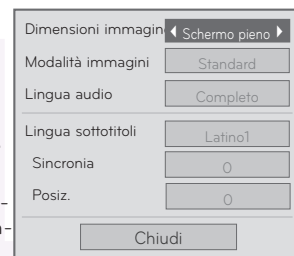 Dimensioni immagin Schermo pieno
Modalità immagini Standard
Lingua audio Completo
Lingua sottotitoli Latino1
Sincronia 0
Posiz. 0
Chiudi